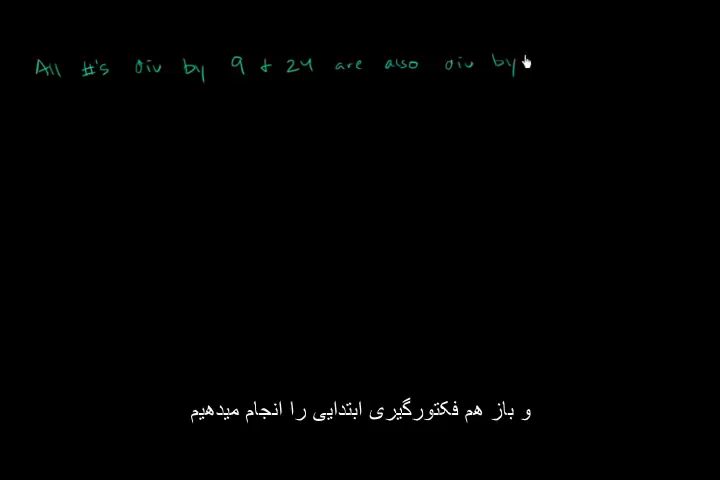 All #'s div by 9 + 24 are also div by
و باز هم فکتورگیری ابتدایی را انجام میدهیم